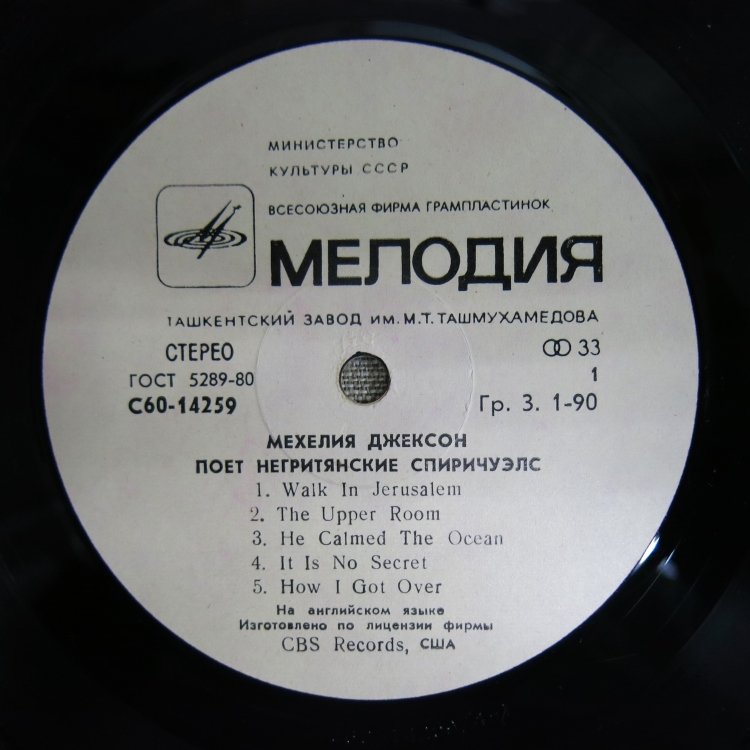 МИНИСТЕРСТВО
КУЛЬТУРЫ СССР
ВСЕСОЮЗНАЯ ФИРМА ГРАМПЛАСТИНОК
МЕЛОДИЯ
ТАШКЕНТСКИЙ ЗАВОД ИМ. М.Т. ТАШМУХАМЕДОВА
СТЕРЕО 33
ГОСТ 5289-80 1
С60-14259 Гр. 3. 1-90
МЕХЕЛИЯ ДЖЕКСОН
ПОЕТ НЕГРИТЯНСКИЕ СПИРИЧУЭЛС
1. Walk In Jerusalem
2. The Upper Room
3. He Calmed The Ocean
4. It Is No Secret
5. How I Got Over
На английском языке
Изготовлено по лицензии фирмы
CBS Records, США